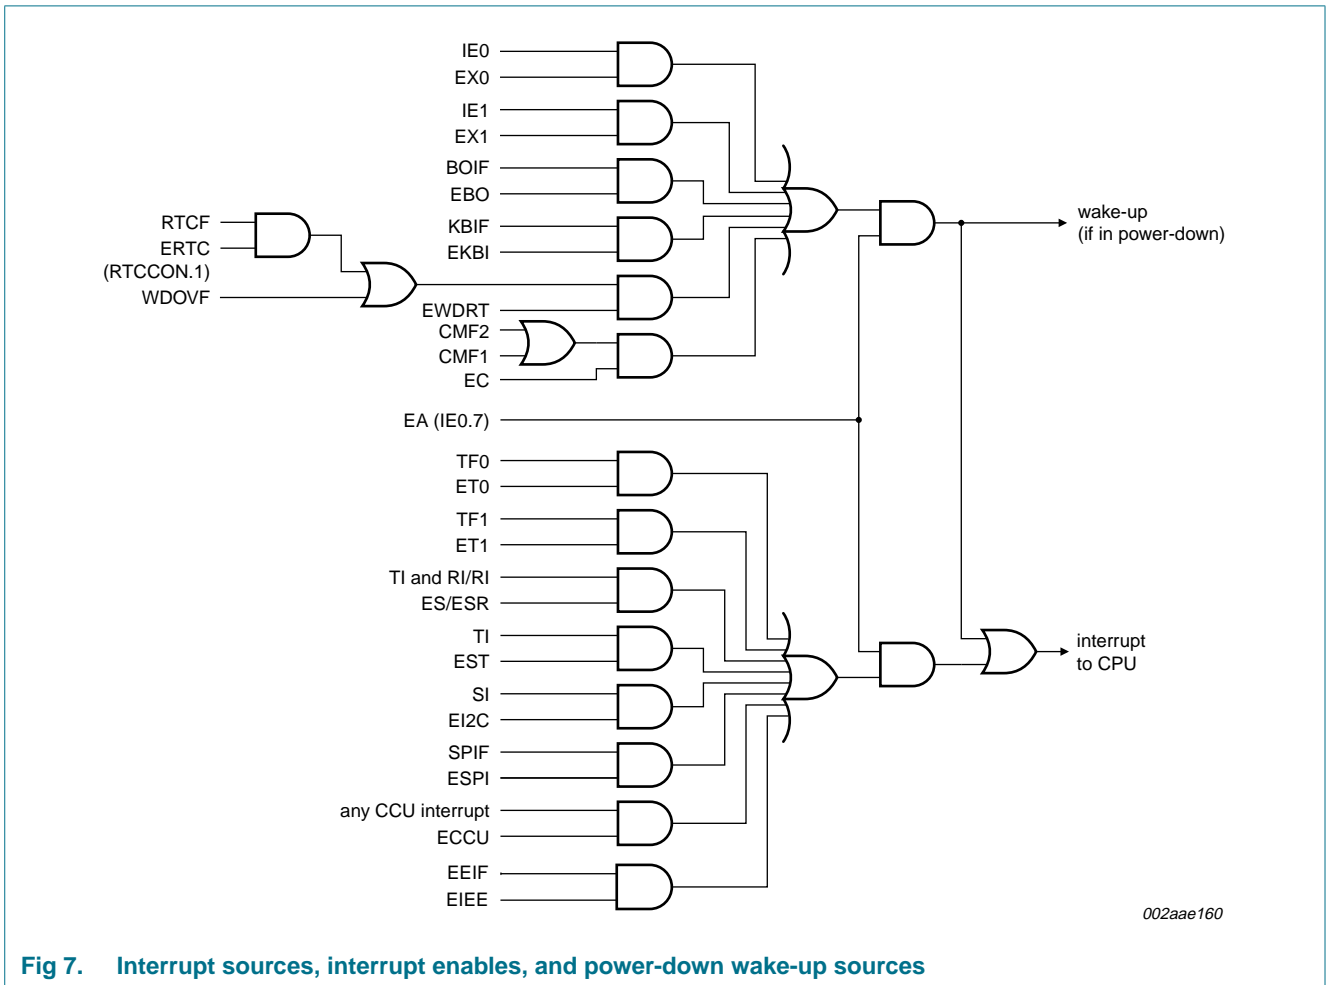 IE0
EX0
IE1
EX1
BOIF
EBO
KBIF
EKBI
RTCF
ERTC
(RTCCON.1)
WDOVF
EWDRT
CMF2
CMF1
EC
wake-up
(if in power-down)
EA (IE0.7)
TF0
ET0
TF1
ET1
TI and RI/RI
ES/ESR
TI
EST
SI
EI2C
SPIF
ESPI
any CCU interrupt
ECCU
EEIF
EIEE
interrupt
to CPU
002aae160
Fig 7. Interrupt sources, interrupt enables, and power-down wake-up sources